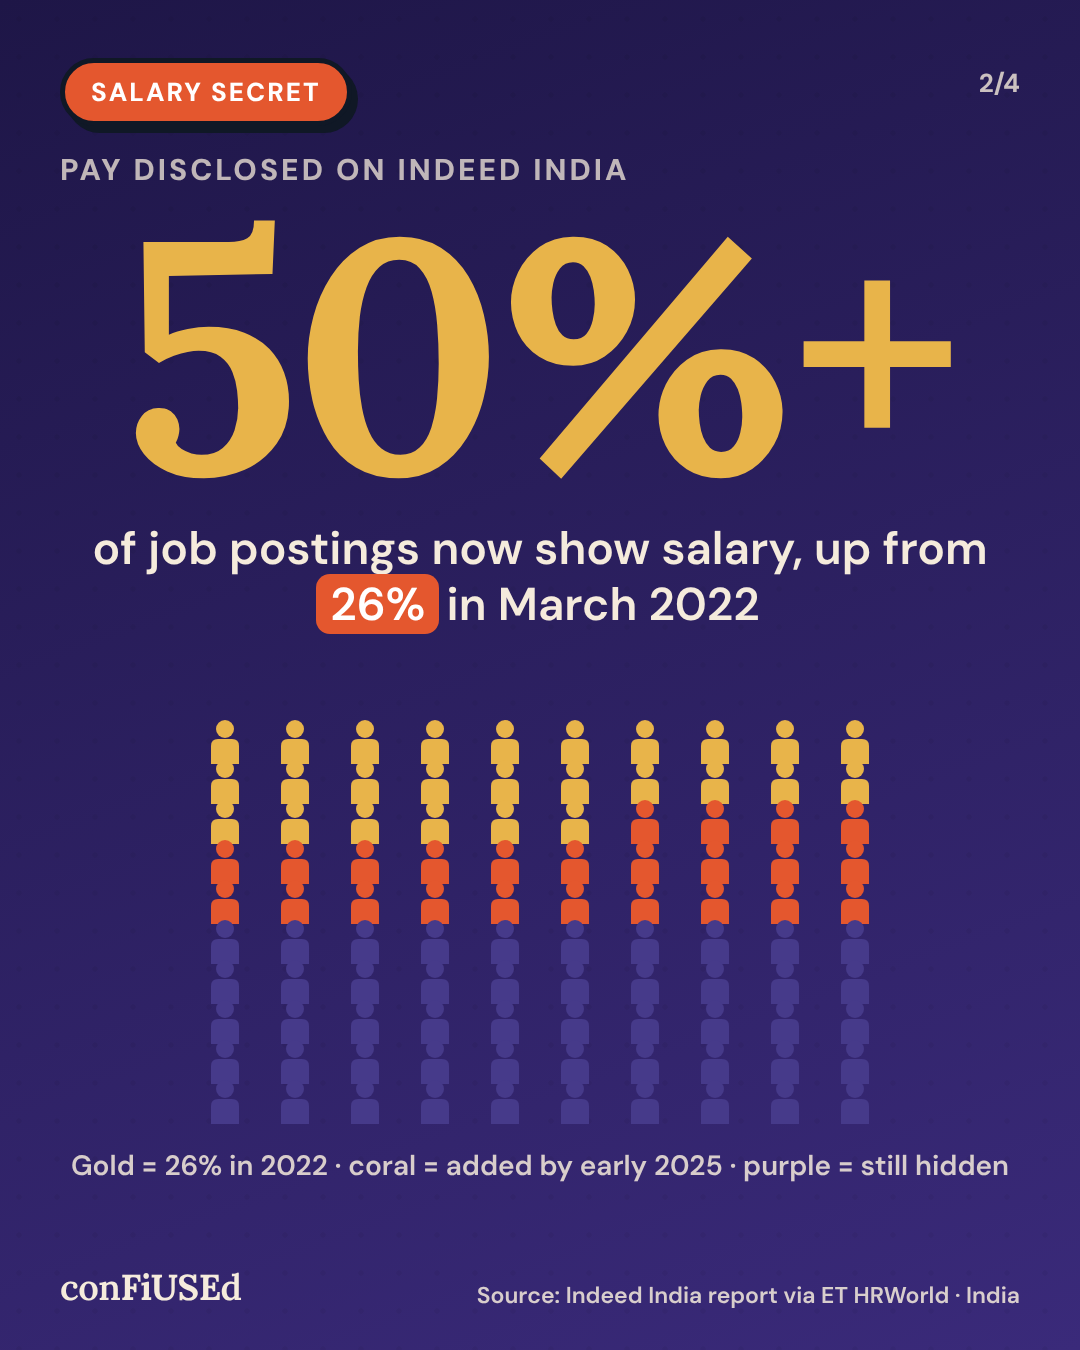 SALARY SECRET
2/4
PAY DISCLOSED ON INDEED INDIA
50%+
of job postings now show salary, up from
26% in March 2022
Gold = 26% in 2022 · coral = added by early 2025 · purple = still hidden
conFiUSEd
Source: Indeed India report via ET HRWorld · India